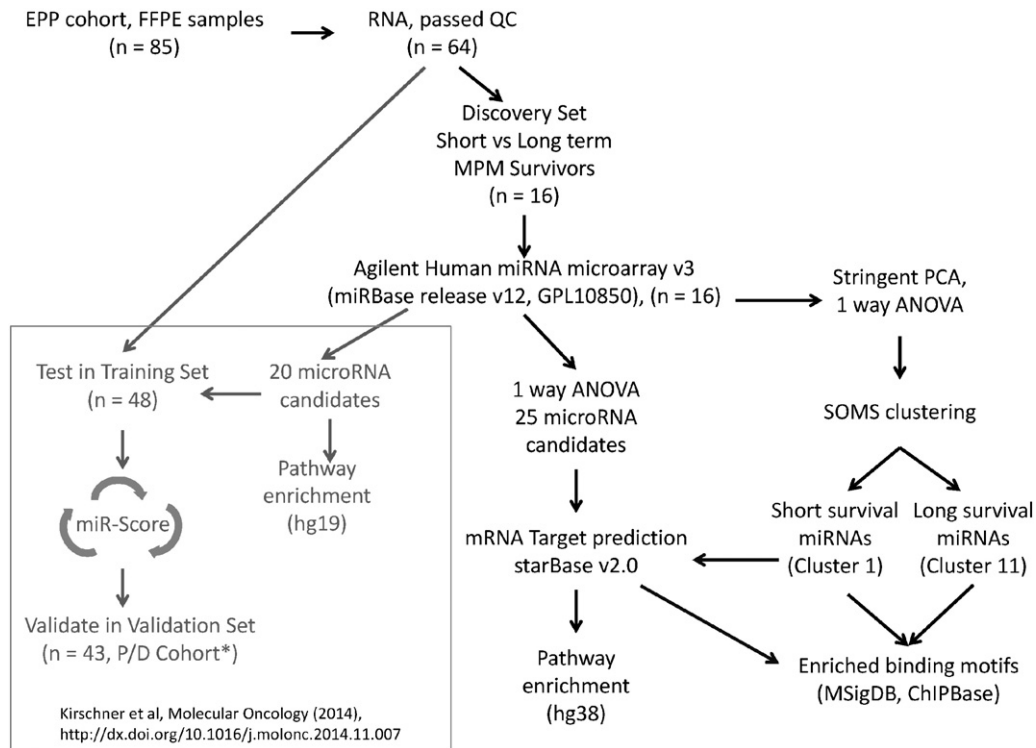 EPP cohort, FFPE samples
(n = 85)
RNA, passed QC
(n = 64)
Discovery Set
Short vs Long term
MPM Survivors
(n = 16)
Agilent Human miRNA microarray v3
(miRBase release v12, GPL10850), (n = 16)
Stringent PCA,
1 way ANOVA
Test in Training Set
(n = 48)
20 microRNA
candidates
1 way ANOVA
25 microRNA
candidates
SOMS clustering
Pathway
enrichment
(hg19)
miR-Score
mRNA Target prediction
starBase v2.0
Short survival
miRNAs
(Cluster 1)
Long survival
miRNAs
(Cluster 11)
Validate in Validation Set
(n = 43, P/D Cohort*)
Pathway
enrichment
(hg38)
Enriched binding motifs
(MSigDB, ChIPBase)
Kirschner et al, Molecular Oncology (2014),
http://dx.doi.org/10.1016/j.molonc.2014.11.007